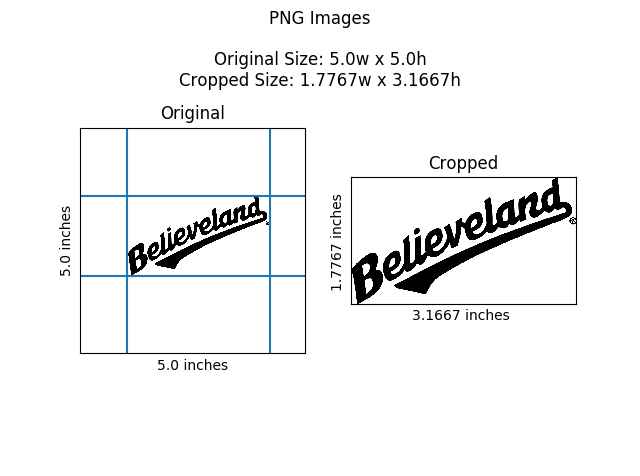 PNG Images
Original Size: 5.0w x 5.0h
Cropped Size: 1.7767w x 3.1667h
Original
Cropped
5.0 inches
Believeland
®
5.0 inches
1.7767 inches
Believeland
®
3.1667 inches